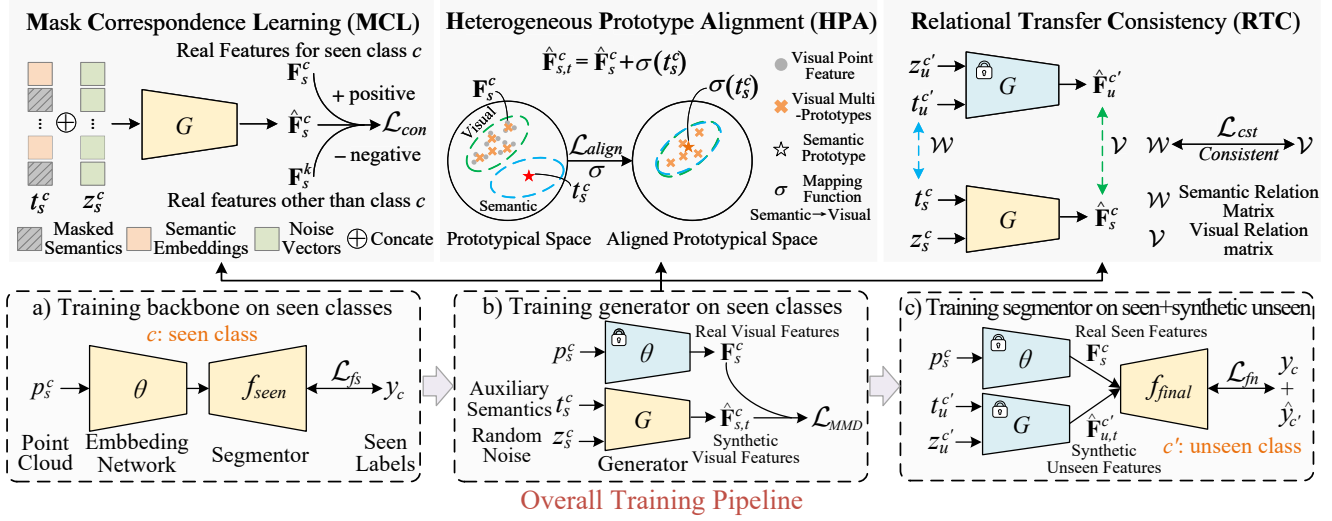 Mask Correspondence Learning (MCL)
Real Features for seen class c
F_s^c
+ positive
G
F̂_s^c
L_con
− negative
F_s^k
t_s^c
z_s^c
Real features other than class c
Masked Semantics
Semantic Embeddings
Noise Vectors
⊕ Concate
Heterogeneous Prototype Alignment (HPA)
F̂_{s,t}^c = F̂_s^c + σ(t_s^c)
F_s^c
Visual
L_align
σ
t_s^c
Semantic
σ(t_s^c)
Prototypical Space
Aligned Prototypical Space
Visual Point Feature
Visual Multi-Prototypes
Semantic Prototype
σ Mapping Function
Semantic→Visual
Relational Transfer Consistency (RTC)
z_u^{c'}
t_u^{c'}
G
F̂_u^{c'}
W
V
t_s^c
z_s^c
G
F̂_s^c
W L_cst V
Consistent
W Semantic Relation Matrix
V Visual Relation matrix
a) Training backbone on seen classes
c: seen class
p_s^c
θ
f_seen
L_fs
y_c
Point Cloud
Embbeding Network
Segmentor
Seen Labels
b) Training generator on seen classes
Real Visual Features
p_s^c
θ
F_s^c
Auxiliary Semantics
t_s^c
Random Noise
z_s^c
G
F̂_{s,t}^c
L_MMD
Generator
Synthetic Visual Features
c) Training segmentor on seen+synthetic unseen
Real Seen Features
p_s^c
θ
F_s^c
t_u^{c'}
z_u^{c'}
G
F̂_{u,t}^{c'}
f_final
L_fn
y_c
+
ŷ_{c'}
Synthetic Unseen Features
c': unseen class
Overall Training Pipeline